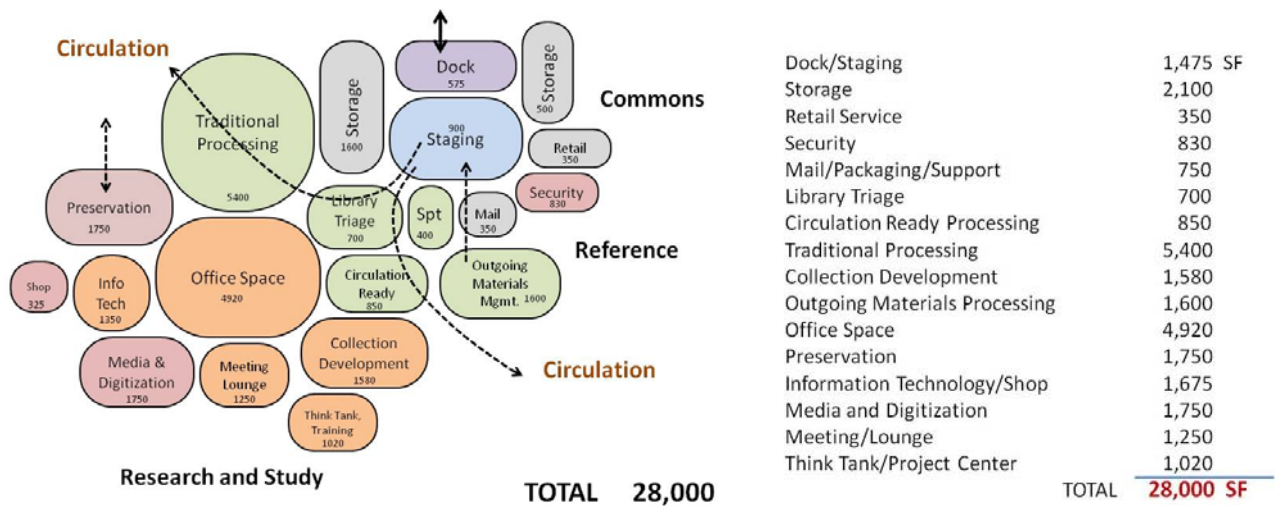 Circulation
Traditional
Processing
5400
Storage
1600
Dock
575
Storage
500
Commons
900
Staging
Retail
350
Security
830
Preservation
1750
Library
Triage
700
Spt
400
Mail
350
Reference
Shop
325
Info
Tech
1350
Office Space
4920
Circulation
Ready
850
Outgoing
Materials
Mgmt. 1600
Media &
Digitization
1750
Meeting
Lounge
1250
Collection
Development
1580
Circulation
Think Tank,
Training
1020
Research and Study
TOTAL 28,000
Dock/Staging 1,475 SF
Storage 2,100
Retail Service 350
Security 830
Mail/Packaging/Support 750
Library Triage 700
Circulation Ready Processing 850
Traditional Processing 5,400
Collection Development 1,580
Outgoing Materials Processing 1,600
Office Space 4,920
Preservation 1,750
Information Technology/Shop 1,675
Media and Digitization 1,750
Meeting/Lounge 1,250
Think Tank/Project Center 1,020
TOTAL 28,000 SF